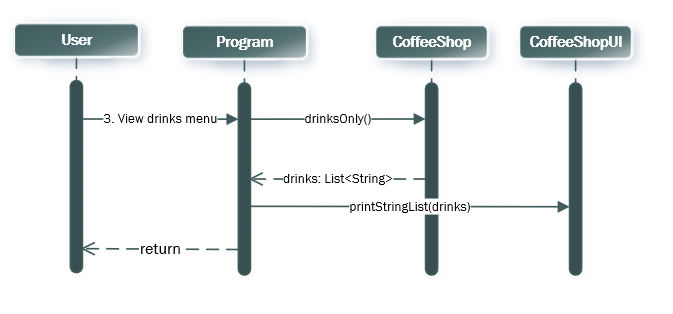 User
Program
CoffeeShop
CoffeeShopUI
3. View drinks menu
drinksOnly()
drinks: List<String>
printStringList(drinks)
return